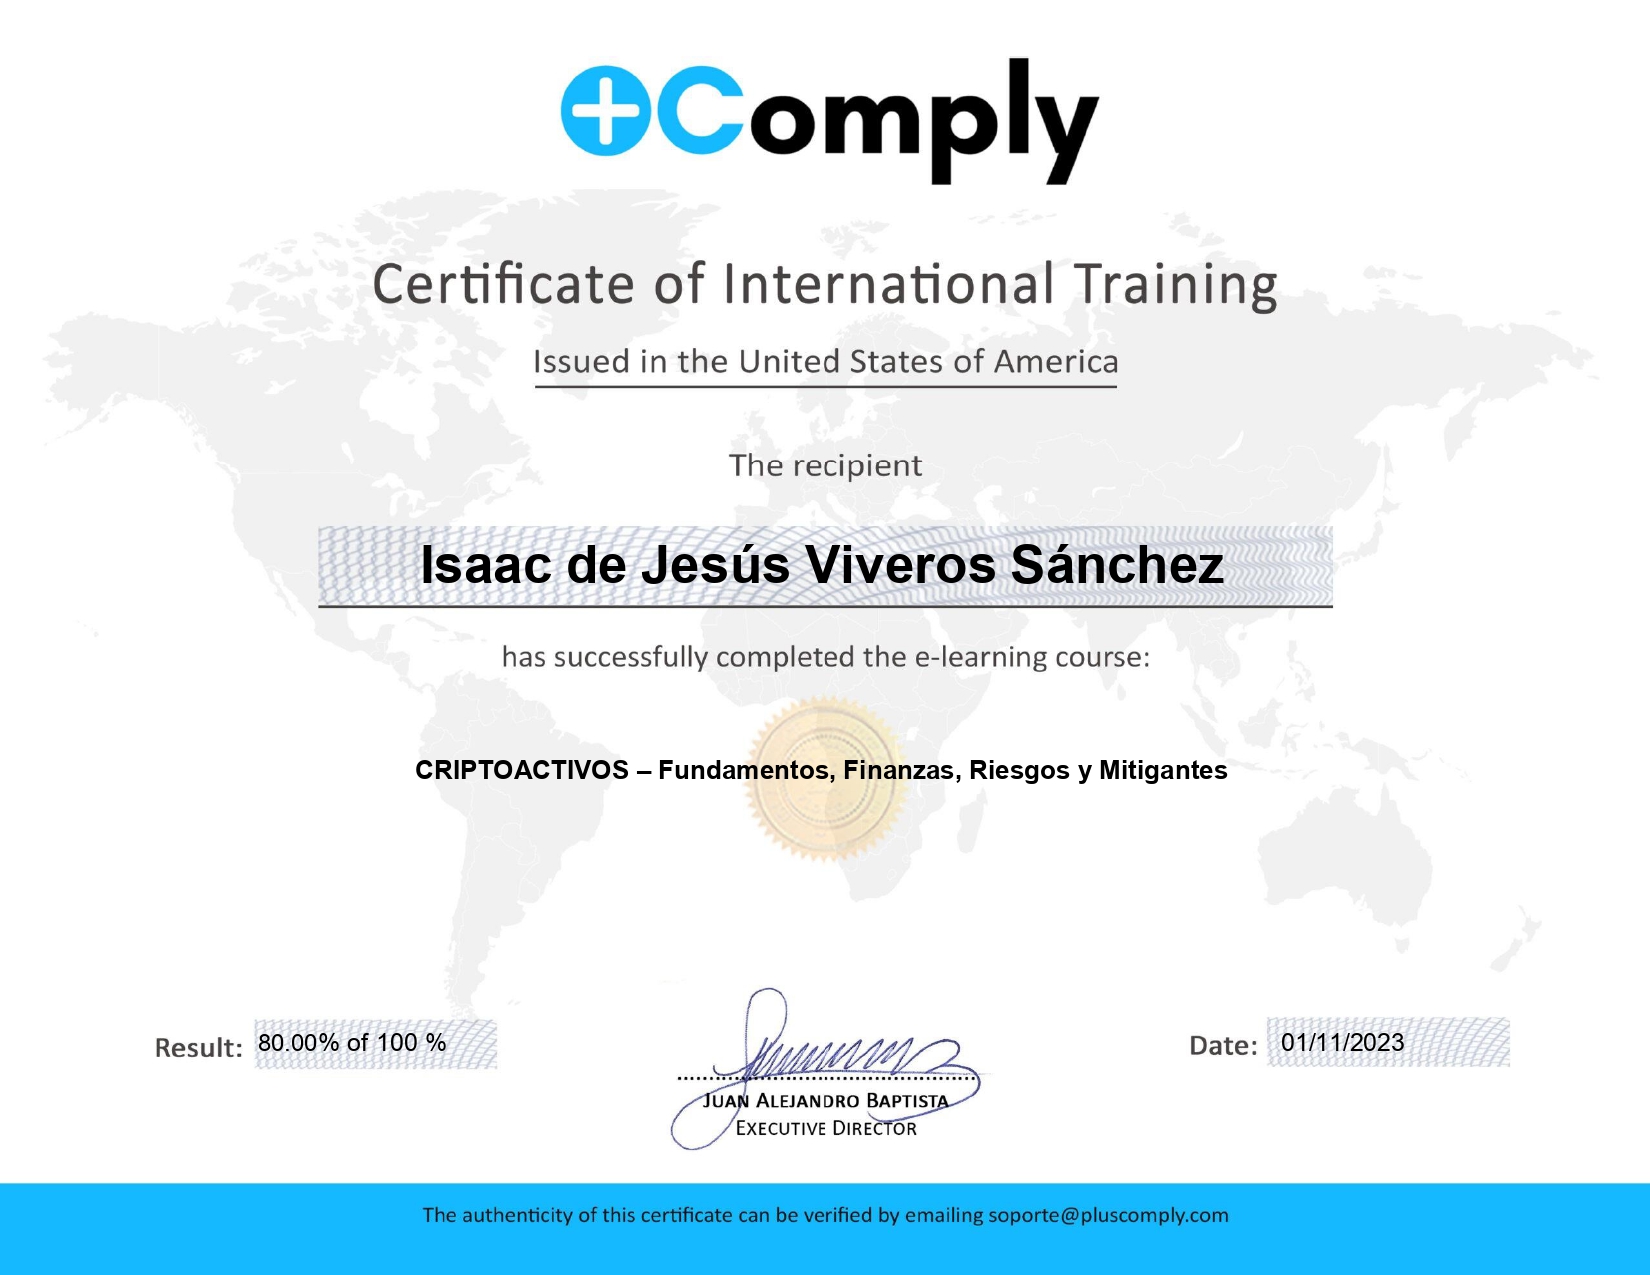 +Comply
Certificate of International Training
Issued in the United States of America
The recipient
Isaac de Jesús Viveros Sánchez
has successfully completed the e-learning course:
CRIPTOACTIVOS – Fundamentos, Finanzas, Riesgos y Mitigantes
Result: 80.00% of 100 %
Date: 01/11/2023
JUAN ALEJANDRO BAPTISTA
EXECUTIVE DIRECTOR
The authenticity of this certificate can be verified by emailing soporte@pluscomply.com